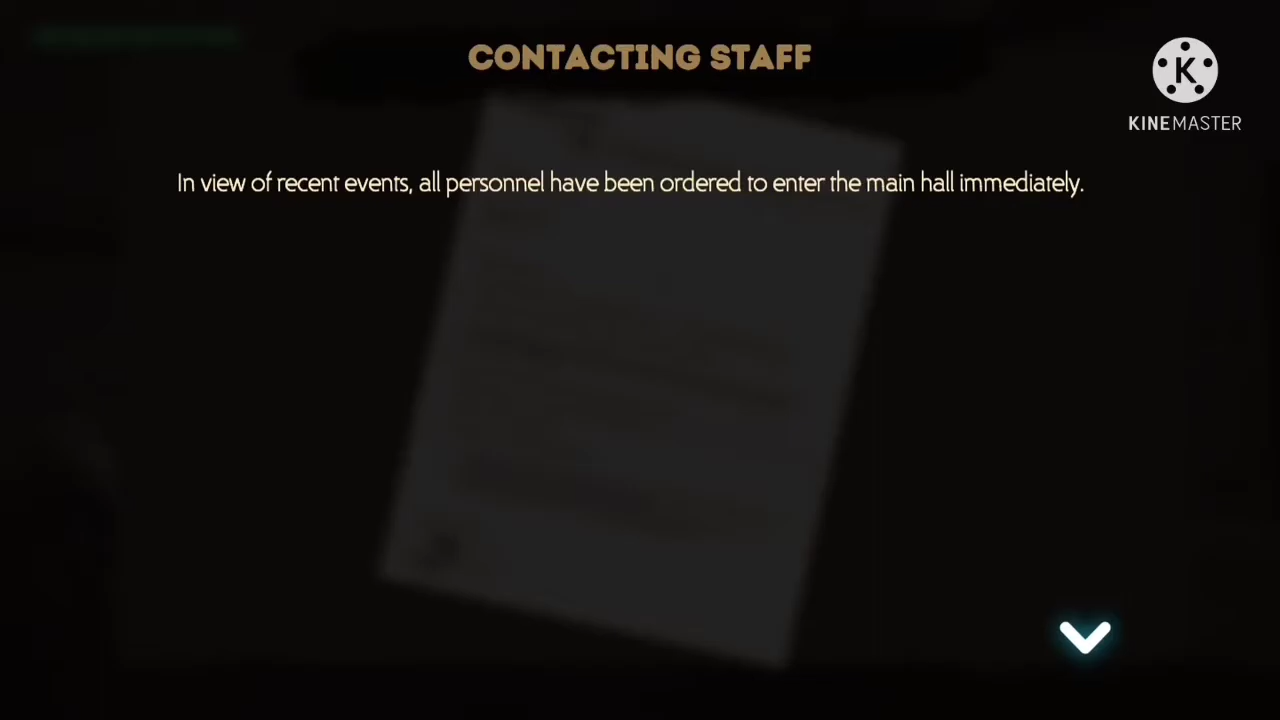 CONTACTING STAFF
K
KINEMASTER
In view of recent events, all personnel have been ordered to enter the main hall immediately.